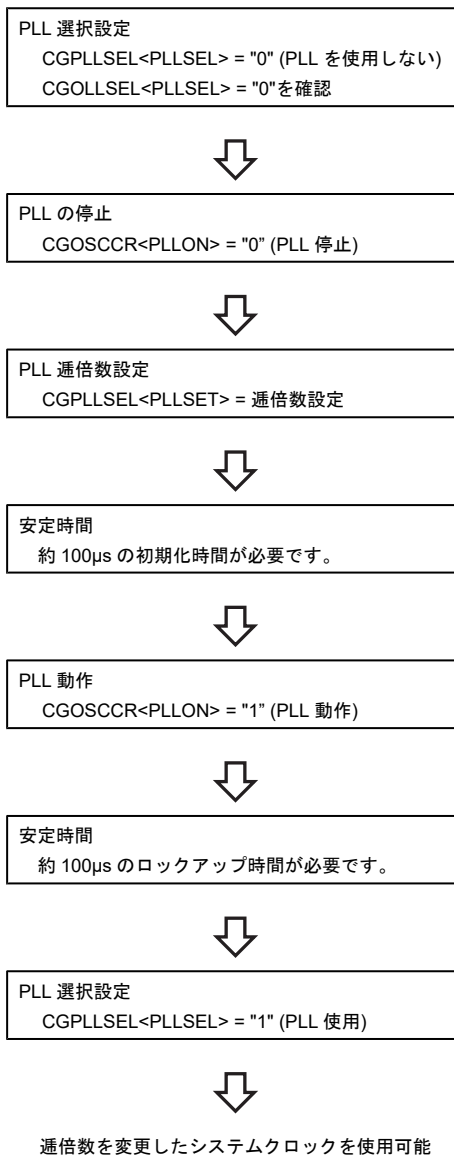 PLL 選択設定
CGPLLSEL<PLLSEL> = "0" (PLL を使用しない)
CGOLLSEL<PLLSEL> = "0"を確認
PLL の停止
CGOSCCR<PLLON> = "0” (PLL 停止)
PLL 逓倍数設定
CGPLLSEL<PLLSET> = 逓倍数設定
安定時間
約 100μs の初期化時間が必要です。
PLL 動作
CGOSCCR<PLLON> = "1” (PLL 動作)
安定時間
約 100μs のロックアップ時間が必要です。
PLL 選択設定
CGPLLSEL<PLLSEL> = "1" (PLL 使用)
逓倍数を変更したシステムクロックを使用可能